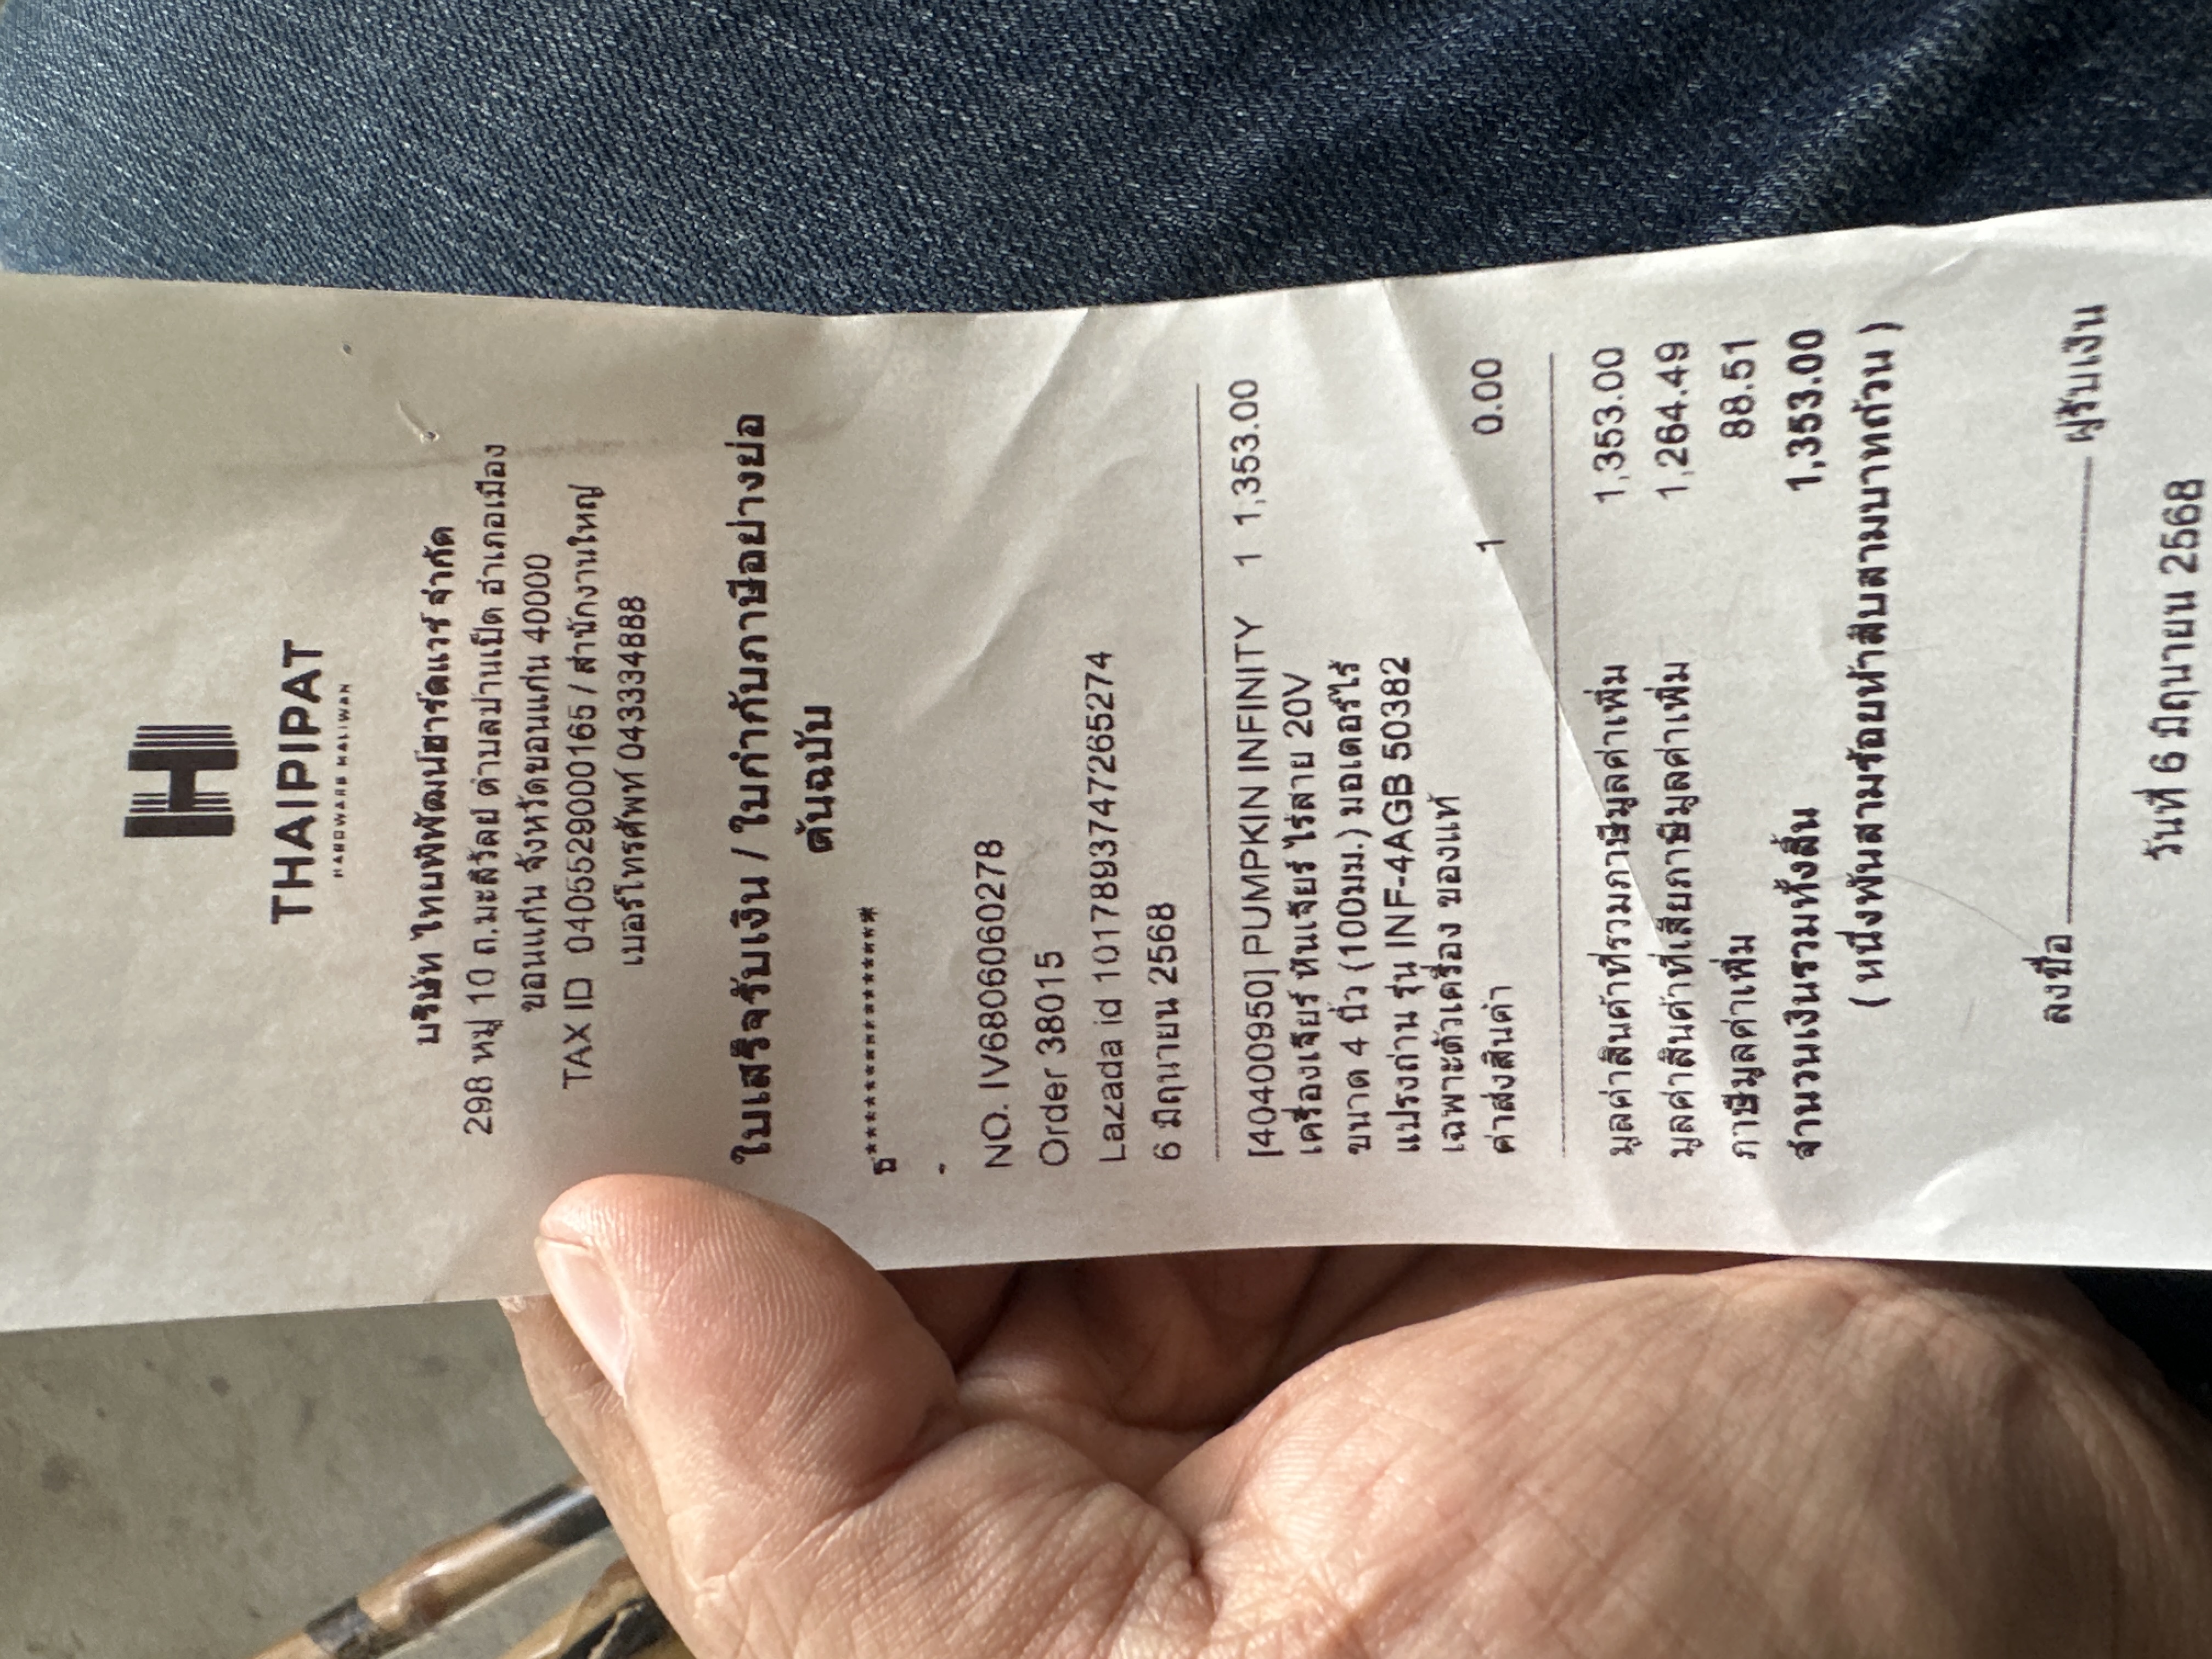 THAIPIPAT
HARDWARE MALIWAN
บริษัท ไทยพิพัฒน์ฮาร์ดแวร์ จำกัด
298 หมู่ 10 ถ.มะลิวัลย์ ตำบลบ้านเป็ด อำเภอเมือง
ขอนแก่น จังหวัดขอนแก่น 40000
TAX ID 0405529000165 / สำนักงานใหญ่
เบอร์โทรศัพท์ 043334888
ใบเสร็จรับเงิน / ใบกำกับภาษีอย่างย่อ
ต้นฉบับ
-
NO. IV6806060278
Order 38015
Lazada id 1017893747265274
6 มิถุนายน 2568
[40400950] PUMPKIN INFINITY 1 1,353.00
เครื่องเจียร์ หินเจียร์ ไร้สาย 20V
ขนาด 4 นิ้ว (100มม.) มอเตอร์ไร้
แปรงถ่าน รุ่น INF-4AGB 50382
เฉพาะตัวเครื่อง ของแท้
ค่าส่งสินค้า 1 0.00
มูลค่าสินค้าที่รวมภาษีมูลค่าเพิ่ม 1,353.00
มูลค่าสินค้าที่เสียภาษีมูลค่าเพิ่ม 1,264.49
ภาษีมูลค่าเพิ่ม 88.51
จำนวนเงินรวมทั้งสิ้น 1,353.00
( หนึ่งพันสามร้อยห้าสิบสามบาทถ้วน )
ลงชื่อ ผู้รับเงิน
วันที่ 6 มิถุนายน 2568